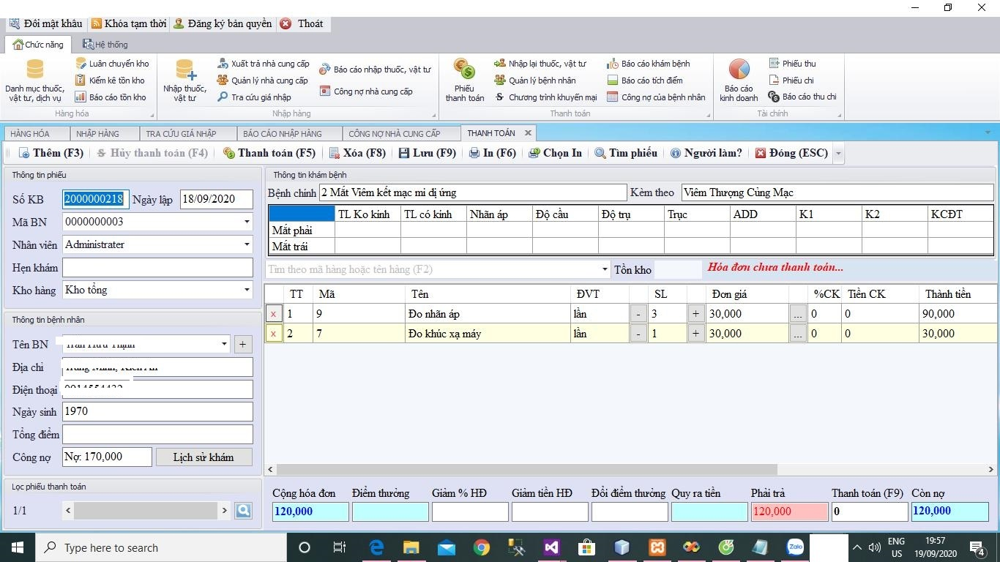 Đổi mật khẩu Khóa tạm thời Đăng ký bản quyền Thoát
Chức năng Hệ thống
Danh mục thuốc, vật tư, dịch vụ
Luân chuyển kho
Kiểm kê tồn kho
Báo cáo tồn kho
Hàng hóa
Nhập thuốc, vật tư
Xuất trả nhà cung cấp
Quản lý nhà cung cấp
Tra cứu giá nhập
Báo cáo nhập thuốc, vật tư
Công nợ nhà cung cấp
Nhập hàng
Phiếu thanh toán
Nhập lại thuốc, vật tư
Quản lý bệnh nhân
Chương trình khuyến mại
Báo cáo khám bệnh
Báo cáo tích điểm
Công nợ của bệnh nhân
Thanh toán
Báo cáo kinh doanh
Phiếu thu
Phiếu chi
Báo cáo thu chi
Tài chính
HÀNG HÓA NHẬP HÀNG TRA CỨU GIÁ NHẬP BÁO CÁO NHẬP HÀNG CÔNG NỢ NHÀ CUNG CẤP THANH TOÁN
Thêm (F3) Hủy thanh toán (F4) Thanh toán (F5) Xóa (F8) Lưu (F9) In (F6) Chọn In Tìm phiếu Người làm? Đóng (ESC)
Thông tin phiếu
Số KB 2000000218 Ngày lập 18/09/2020
Mã BN 0000000003
Nhân viên Administrater
Hẹn khám
Kho hàng Kho tổng
Thông tin bệnh nhân
Tên BN +
Địa chỉ
Điện thoại
Ngày sinh 1970
Tổng điểm
Công nợ Nợ: 170,000 Lịch sử khám
Lọc phiếu thanh toán
1/1
Thông tin khám bệnh
Bệnh chính 2 Mắt Viêm kết mạc mi dị ứng Kèm theo Viêm Thượng Củng Mạc
TL Ko kính TL có kính Nhãn áp Độ cầu Độ trụ Trục ADD K1 K2 KCĐT
Mắt phải
Mắt trái
Tìm theo mã hàng hoặc tên hàng (F2) Tồn kho Hóa đơn chưa thanh toán...
TT Mã Tên ĐVT SL Đơn giá %CK Tiền CK Thành tiền
x 1 9 Đo nhãn áp lần - 3 + 30,000 ... 0 0 90,000
x 2 7 Đo khúc xạ máy lần - 1 + 30,000 ... 0 0 30,000
Cộng hóa đơn Điểm thưởng Giảm % HĐ Giảm tiền HĐ Đổi điểm thưởng Quy ra tiền Phải trả Thanh toán (F9) Còn nợ
120,000 120,000 0 120,000
Type here to search
Zalo
ENG
US
19:57
19/09/2020
4